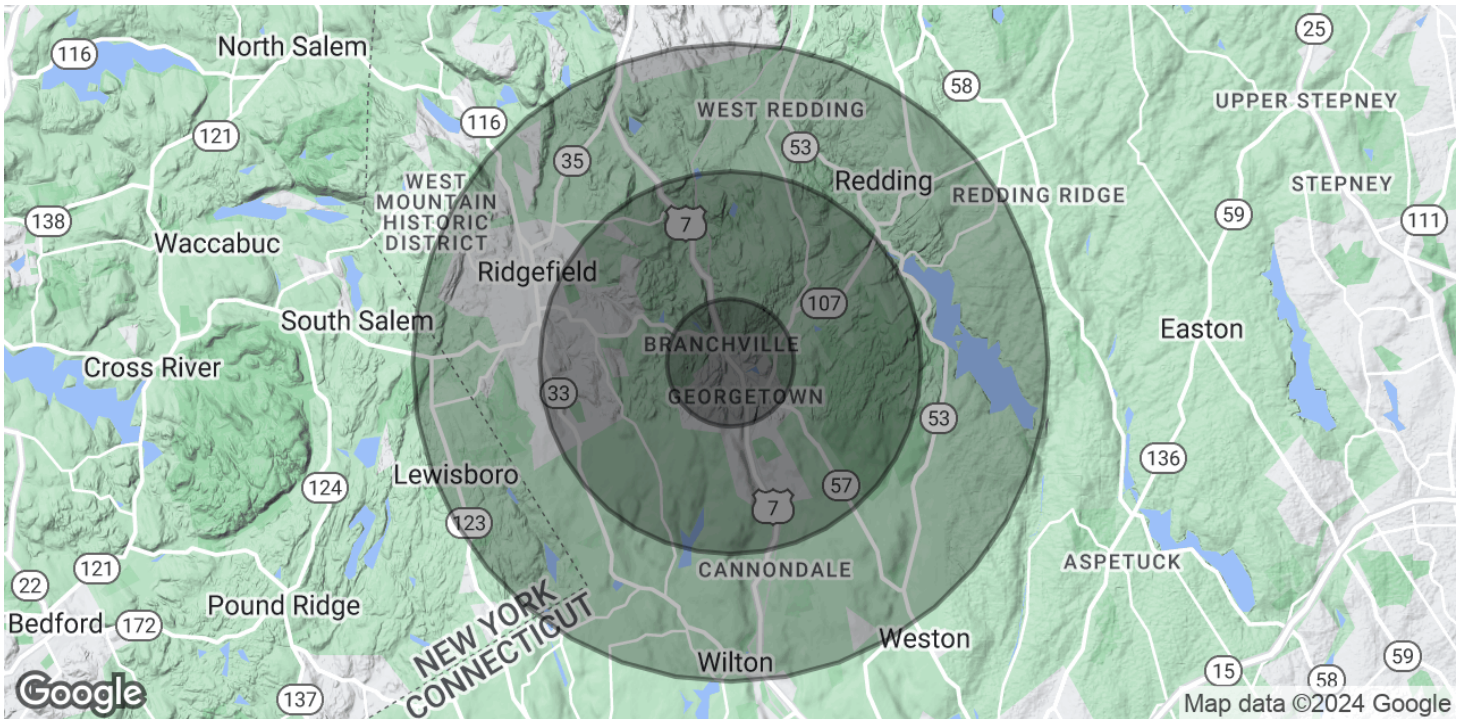 116
North Salem
25
58
UPPER STEPNEY
WEST REDDING
116
121
53
35
Redding
STEPNEY
WEST
MOUNTAIN
HISTORIC
DISTRICT
REDDING RIDGE
138
59
111
7
Waccabuc
Ridgefield
107
South Salem
Easton
BRANCHVILLE
Cross River
33
GEORGETOWN
53
136
Lewisboro
124
57
7
123
121
CANNONDALE
ASPETUCK
22
Pound Ridge
NEW YORK
CONNECTICUT
Bedford
172
Weston
Wilton
59
15
58
137
Google
Map data ©2024 Google